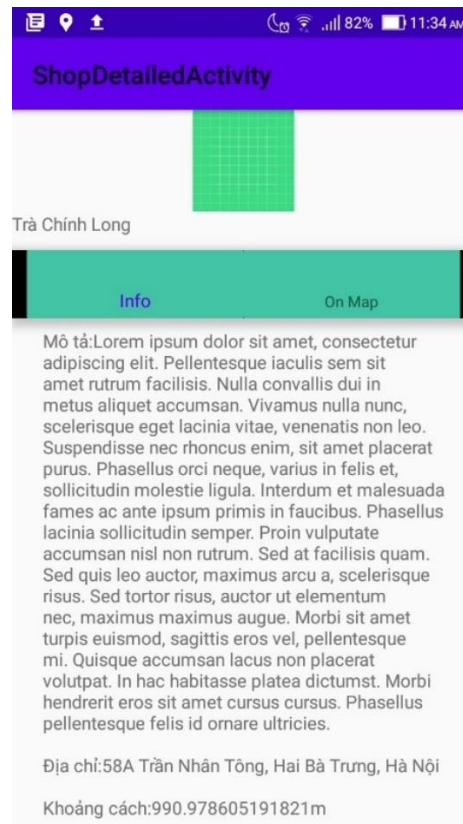 82% 11:34 AM
ShopDetailedActivity
Trà Chính Long
Info On Map
Mô tả:Lorem ipsum dolor sit amet, consectetur
adipiscing elit. Pellentesque iaculis sem sit
amet rutrum facilisis. Nulla convallis dui in
metus aliquet accumsan. Vivamus nulla nunc,
scelerisque eget lacinia vitae, venenatis non leo.
Suspendisse nec rhoncus enim, sit amet placerat
purus. Phasellus orci neque, varius in felis et,
sollicitudin molestie ligula. Interdum et malesuada
fames ac ante ipsum primis in faucibus. Phasellus
lacinia sollicitudin semper. Proin vulputate
accumsan nisl non rutrum. Sed at facilisis quam.
Sed quis leo auctor, maximus arcu a, scelerisque
risus. Sed tortor risus, auctor ut elementum
nec, maximus maximus augue. Morbi sit amet
turpis euismod, sagittis eros vel, pellentesque
mi. Quisque accumsan lacus non placerat
volutpat. In hac habitasse platea dictumst. Morbi
hendrerit eros sit amet cursus cursus. Phasellus
pellentesque felis id ornare ultricies.
Địa chỉ:58A Trần Nhân Tông, Hai Bà Trưng, Hà Nội
Khoảng cách:990.978605191821m